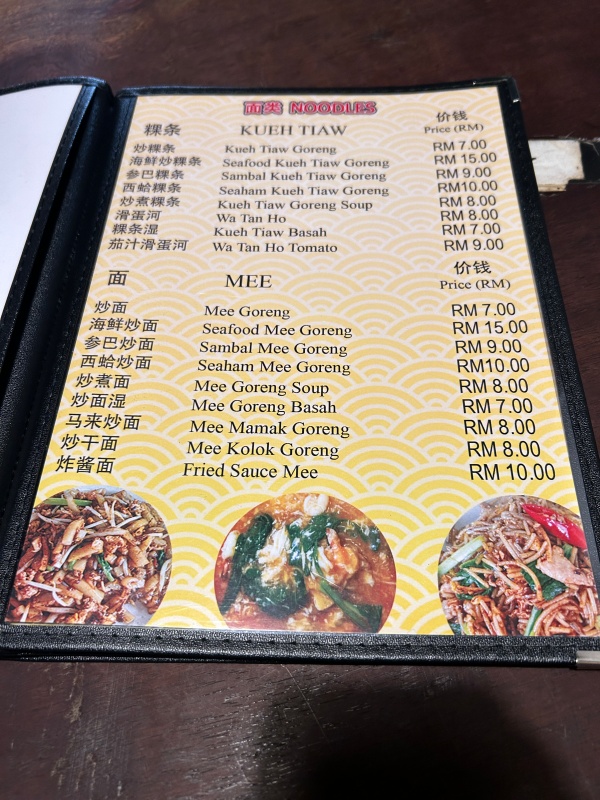 面类 NOODLES
粿条 KUEH TIAW 价钱 Price (RM)
炒粿条 Kueh Tiaw Goreng RM 7.00
海鲜炒粿条 Seafood Kueh Tiaw Goreng RM 15.00
参巴粿条 Sambal Kueh Tiaw Goreng RM 9.00
西蛤粿条 Seaham Kueh Tiaw Goreng RM10.00
炒煮粿条 Kueh Tiaw Goreng Soup RM 8.00
滑蛋河 Wa Tan Ho RM 8.00
粿条湿 Kueh Tiaw Basah RM 7.00
茄汁滑蛋河 Wa Tan Ho Tomato RM 9.00
面 MEE 价钱 Price (RM)
炒面 Mee Goreng RM 7.00
海鲜炒面 Seafood Mee Goreng RM 15.00
参巴炒面 Sambal Mee Goreng RM 9.00
西蛤炒面 Seaham Mee Goreng RM10.00
炒煮面 Mee Goreng Soup RM 8.00
炒面湿 Mee Goreng Basah RM 7.00
马来炒面 Mee Mamak Goreng RM 8.00
炒干面 Mee Kolok Goreng RM 8.00
炸酱面 Fried Sauce Mee RM 10.00